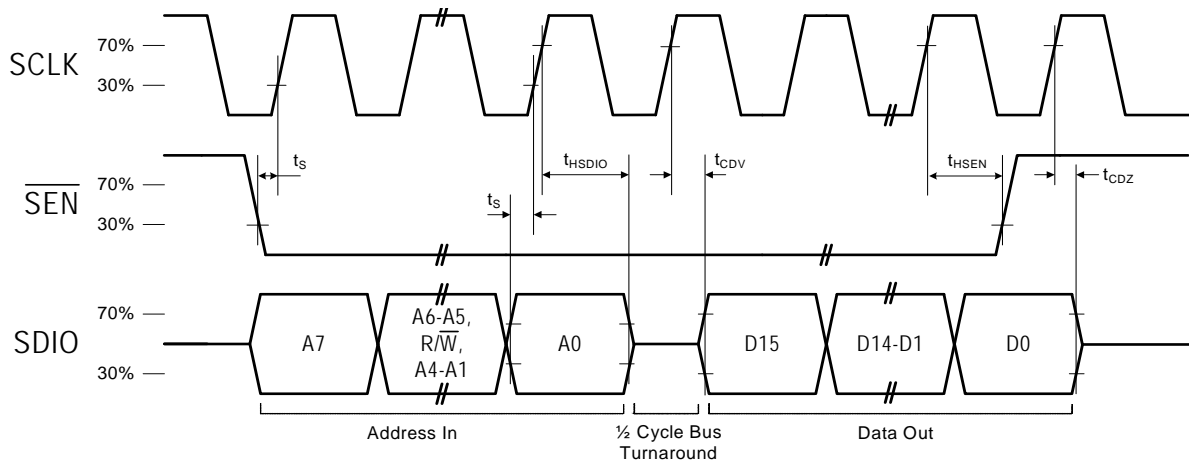 SCLK
70%
30%
tS
tHSDIO
tCDV
tHSEN
tCDZ
SEN
70%
30%
tS
SDIO
70%
30%
A7
A6-A5,
R/W,
A4-A1
A0
D15
D14-D1
D0
Address In
½ Cycle Bus
Turnaround
Data Out